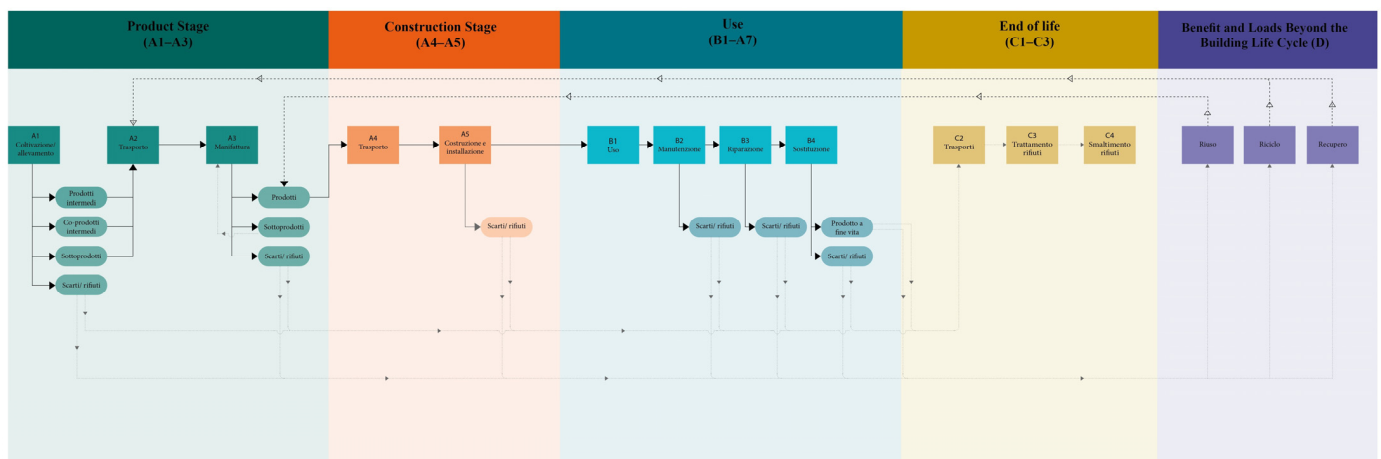 Product Stage
(A1–A3)
Construction Stage
(A4–A5)
Use
(B1–A7)
End of life
(C1–C3)
Benefit and Loads Beyond the
Building Life Cycle (D)
A1
Coltivazione/
allevamento
A2
Trasporto
A3
Manifattura
A4
Trasporto
A5
Costruzione e
installazione
B1
Uso
B2
Manutenzione
B3
Riparazione
B4
Sostituzione
C2
Trasporti
C3
Trattamento
rifiuti
C4
Smaltimento
rifiuti
Riuso
Riciclo
Recupero
Prodotti
intermedi
Co-prodotti
intermedi
Sottoprodotti
Scarti/ rifiuti
Prodotti
Sottoprodotti
Scarti/ rifiuti
Scarti/ rifiuti
Scarti/ rifiuti
Scarti/ rifiuti
Prodotto a
fine vita
Scarti/ rifiuti